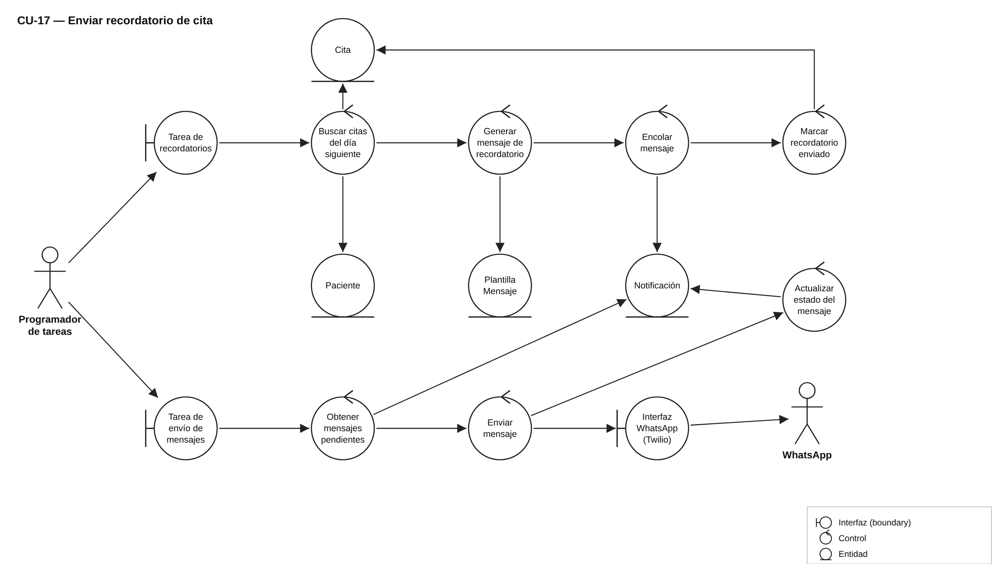 CU-17 — Enviar recordatorio de cita
Cita
Tarea de
recordatorios
Buscar citas
del día
siguiente
Generar
mensaje de
recordatorio
Encolar
mensaje
Marcar
recordatorio
enviado
Programador
de tareas
Paciente
Plantilla
Mensaje
Notificación
Actualizar
estado del
mensaje
Tarea de
envío de
mensajes
Obtener
mensajes
pendientes
Enviar
mensaje
Interfaz
WhatsApp
(Twilio)
WhatsApp
Interfaz (boundary)
Control
Entidad